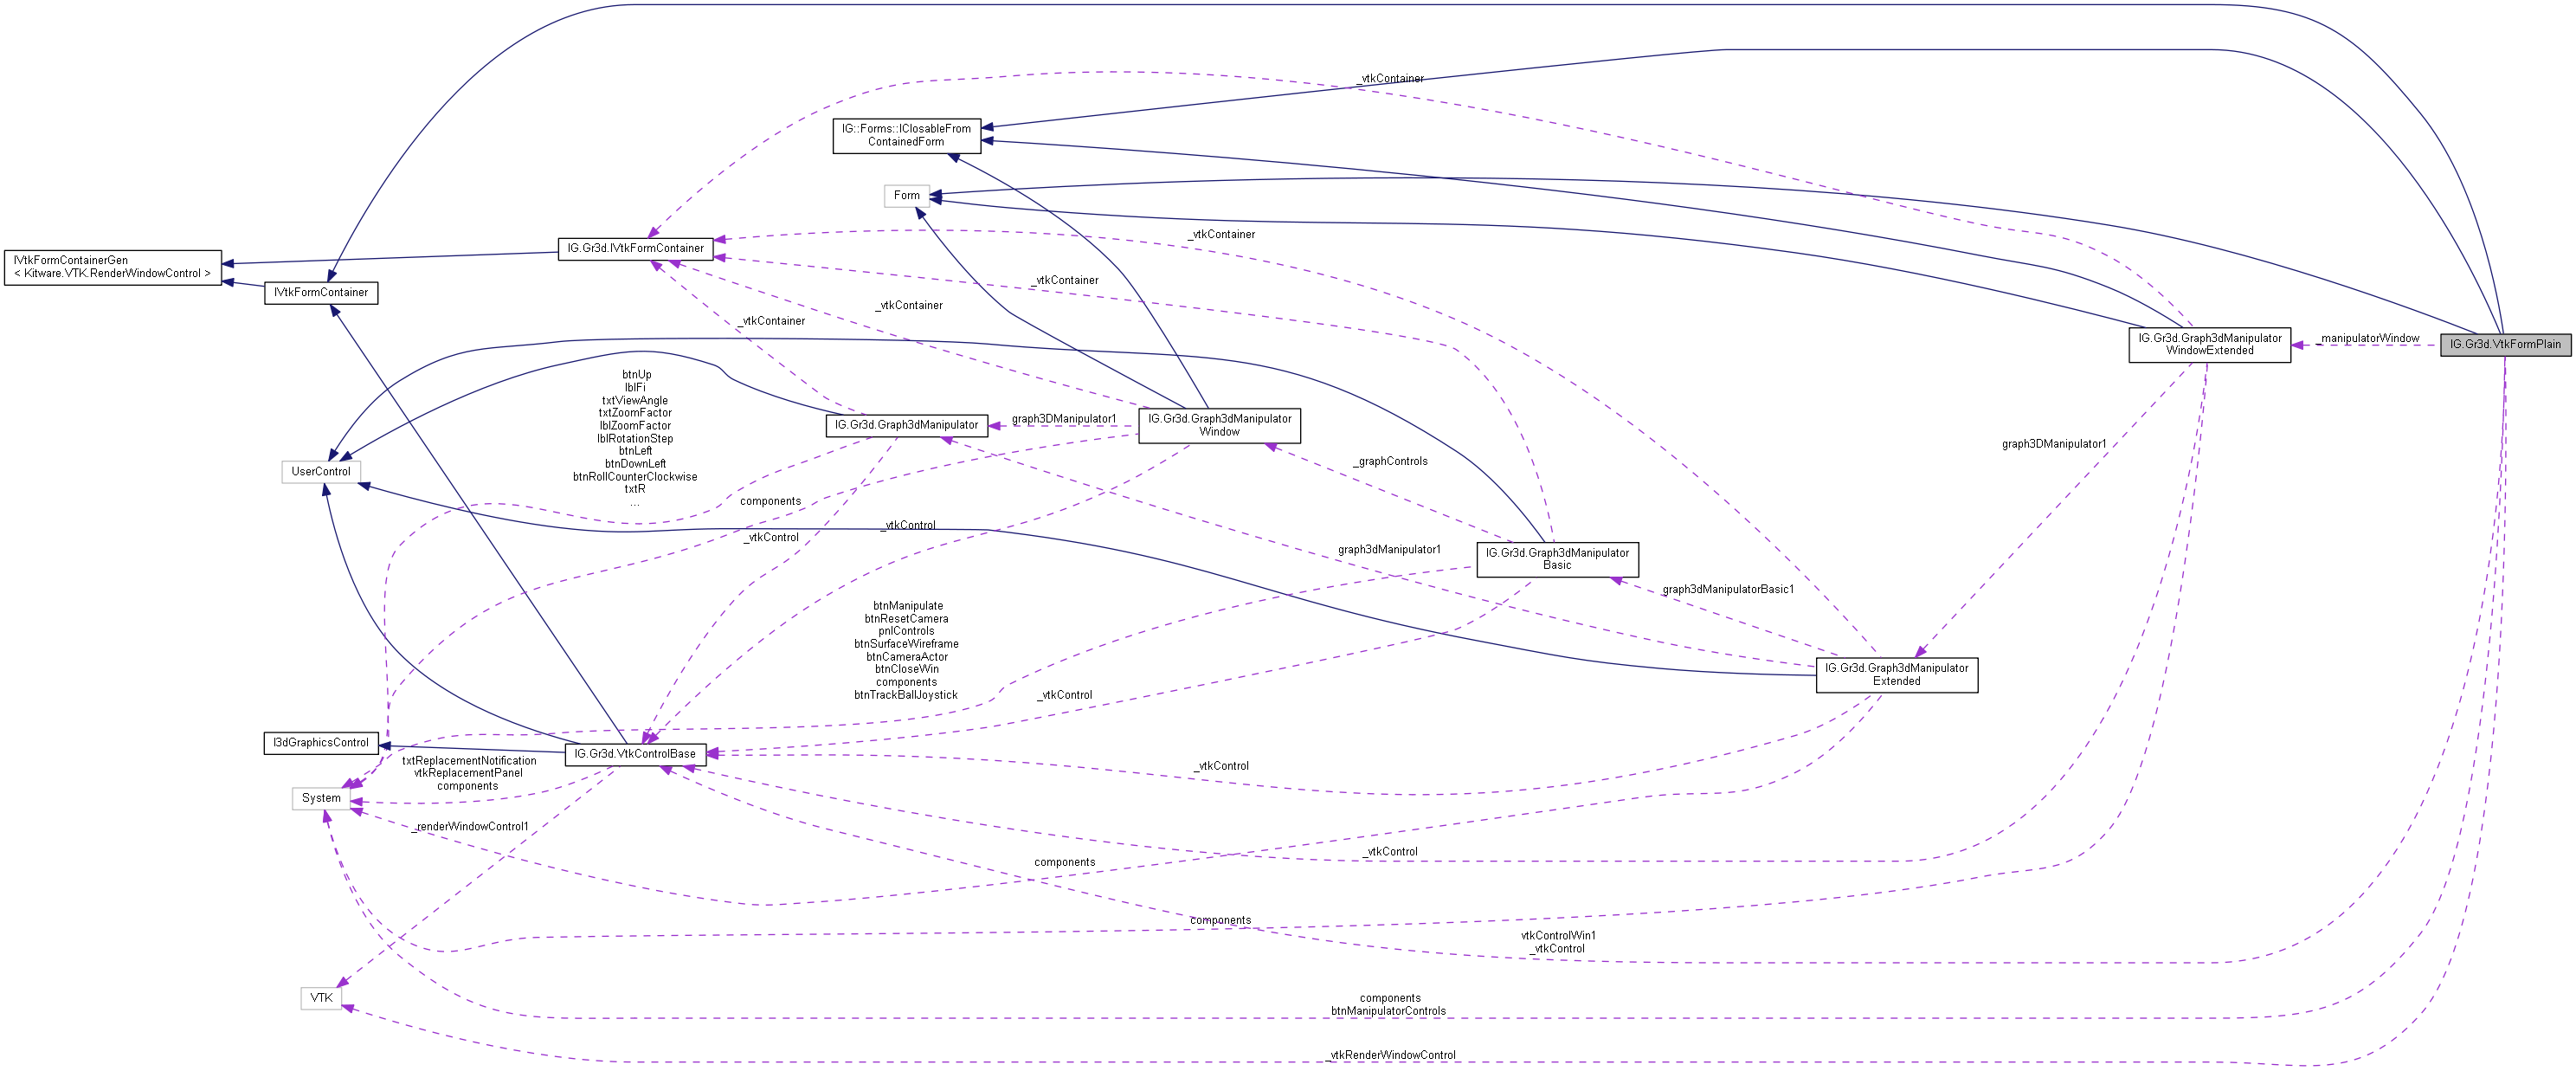 _vtkContainer
IG::Forms::IClosableFrom
ContainedForm
Form
_vtkContainer
IG.Gr3d.IVtkFormContainer
IVtkFormContainerGen
< Kitware.VTK.RenderWindowControl >
IVtkFormContainer
_vtkContainer
_vtkContainer
_vtkContainer
IG.Gr3d.Graph3dManipulator
WindowExtended
_manipulatorWindow
IG.Gr3d.VtkFormPlain
btnUp
lblFi
txtViewAngle
txtZoomFactor
lblZoomFactor
lblRotationStep
btnLeft
btnDownLeft
btnRollCounterClockwise
txtR
...
IG.Gr3d.Graph3dManipulator
graph3DManipulator1
IG.Gr3d.Graph3dManipulator
Window
graph3DManipulator1
UserControl
_graphControls
components
_vtkControl
_vtkControl
graph3dManipulator1
IG.Gr3d.Graph3dManipulator
Basic
graph3dManipulatorBasic1
btnManipulate
btnResetCamera
pnlControls
btnSurfaceWireframe
btnCameraActor
btnCloseWin
components
btnTrackBallJoystick
_vtkControl
IG.Gr3d.Graph3dManipulator
Extended
I3dGraphicsControl
IG.Gr3d.VtkControlBase
txtReplacementNotification
vtkReplacementPanel
components
_vtkControl
System
_renderWindowControl1
components
_vtkControl
components
vtkControlWin1
_vtkControl
VTK
components
btnManipulatorControls
_vtkRenderWindowControl